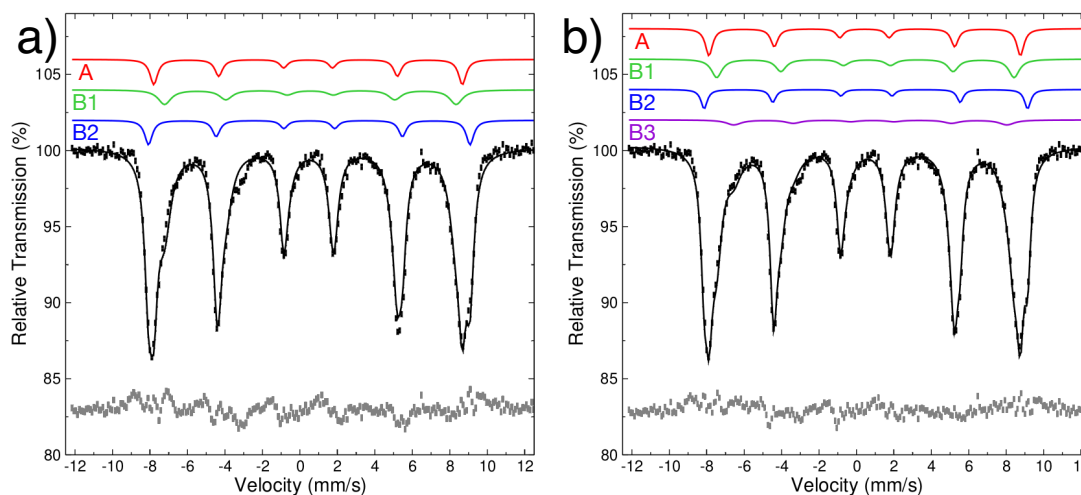 a)
A
B1
B2
Relative Transmission (%)
105
100
95
90
85
80
-12 -10 -8 -6 -4 -2 0 2 4 6 8 10 12
Velocity (mm/s)
b)
A
B1
B2
B3
Relative Transmission (%)
105
100
95
90
85
80
-12 -10 -8 -6 -4 -2 0 2 4 6 8 10 12
Velocity (mm/s)